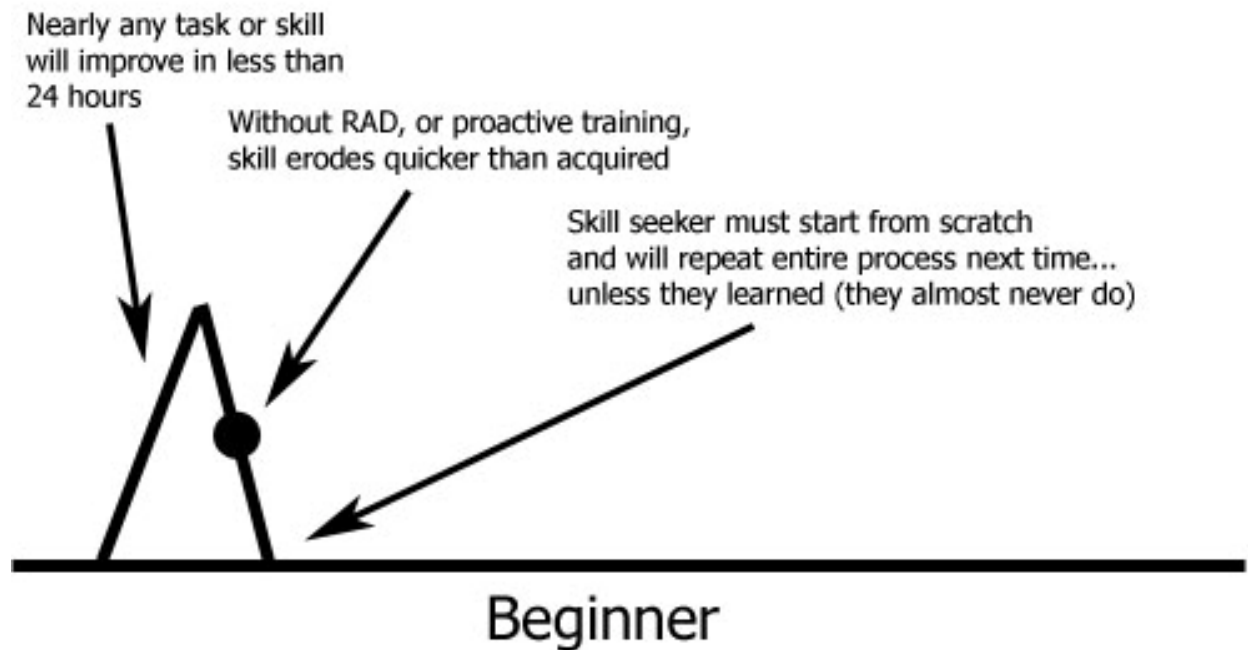 Nearly any task or skill
will improve in less than
24 hours
Without RAD, or proactive training,
skill erodes quicker than acquired
Skill seeker must start from scratch
and will repeat entire process next time...
unless they learned (they almost never do)
Beginner